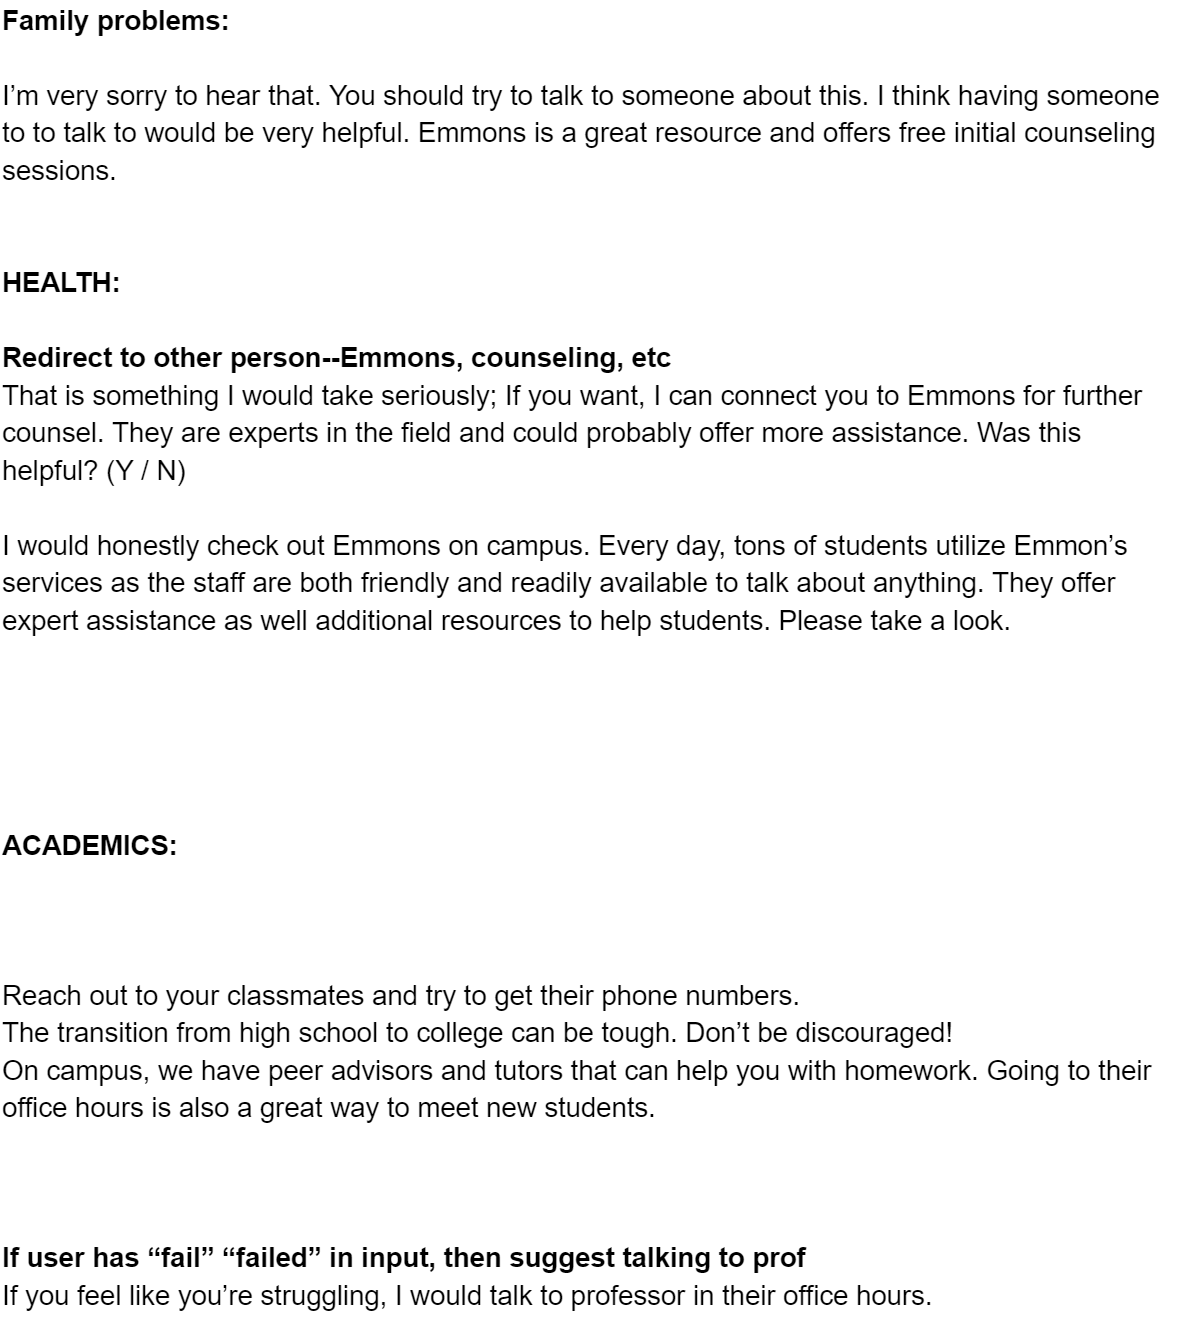 Family problems:
I’m very sorry to hear that. You should try to talk to someone about this. I think having someone
to to talk to would be very helpful. Emmons is a great resource and offers free initial counseling
sessions.
HEALTH:
Redirect to other person--Emmons, counseling, etc
That is something I would take seriously; If you want, I can connect you to Emmons for further
counsel. They are experts in the field and could probably offer more assistance. Was this
helpful? (Y / N)
I would honestly check out Emmons on campus. Every day, tons of students utilize Emmon’s
services as the staff are both friendly and readily available to talk about anything. They offer
expert assistance as well additional resources to help students. Please take a look.
ACADEMICS:
Reach out to your classmates and try to get their phone numbers.
The transition from high school to college can be tough. Don’t be discouraged!
On campus, we have peer advisors and tutors that can help you with homework. Going to their
office hours is also a great way to meet new students.
If user has “fail” “failed” in input, then suggest talking to prof
If you feel like you’re struggling, I would talk to professor in their office hours.